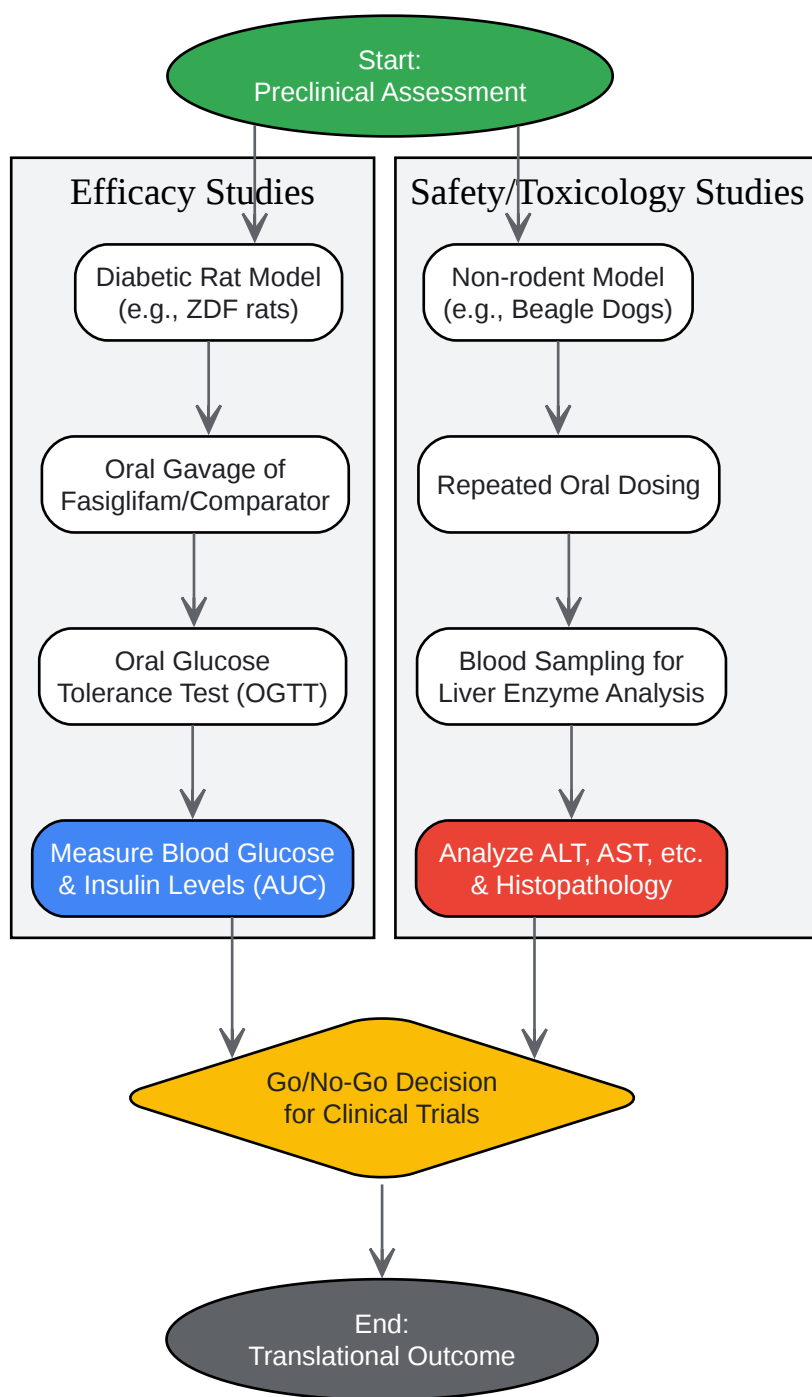 Start:
Preclinical Assessment
Efficacy Studies
Diabetic Rat Model
(e.g., ZDF rats)
Oral Gavage of
Fasiglifam/Comparator
Oral Glucose
Tolerance Test (OGTT)
Measure Blood Glucose
& Insulin Levels (AUC)
Safety/Toxicology Studies
Non-rodent Model
(e.g., Beagle Dogs)
Repeated Oral Dosing
Blood Sampling for
Liver Enzyme Analysis
Analyze ALT, AST, etc.
& Histopathology
Go/No-Go Decision
for Clinical Trials
End:
Translational Outcome